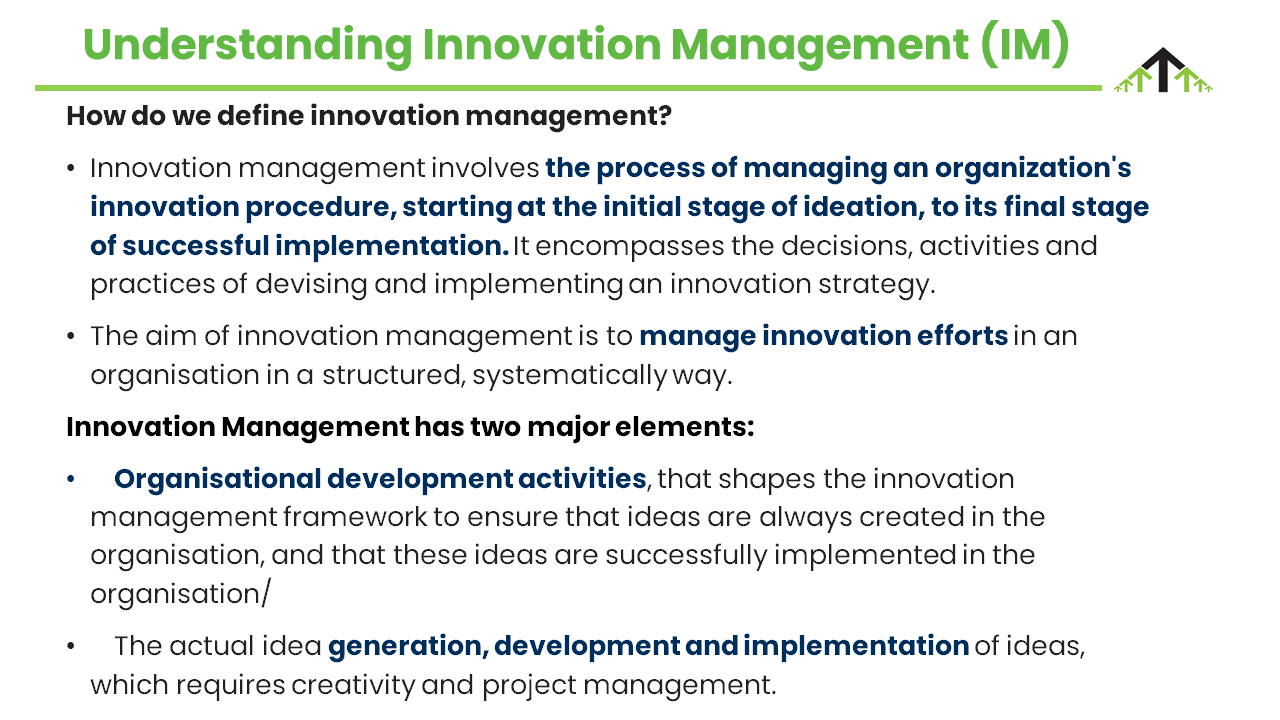 Understanding Innovation Management (IM)
How do we define innovation management?
• Innovation management involves the process of managing an organization's
innovation procedure, starting at the initial stage of ideation, to its final stage
of successful implementation. It encompasses the decisions, activities and
practices of devising and implementing an innovation strategy.
• The aim of innovation management is to manage innovation efforts in an
organisation in a structured, systematically way.
Innovation Management has two major elements:
• Organisational development activities, that shapes the innovation
management framework to ensure that ideas are always created in the
organisation, and that these ideas are successfully implemented in the
organisation/
• The actual idea generation, development and implementation of ideas,
which requires creativity and project management.